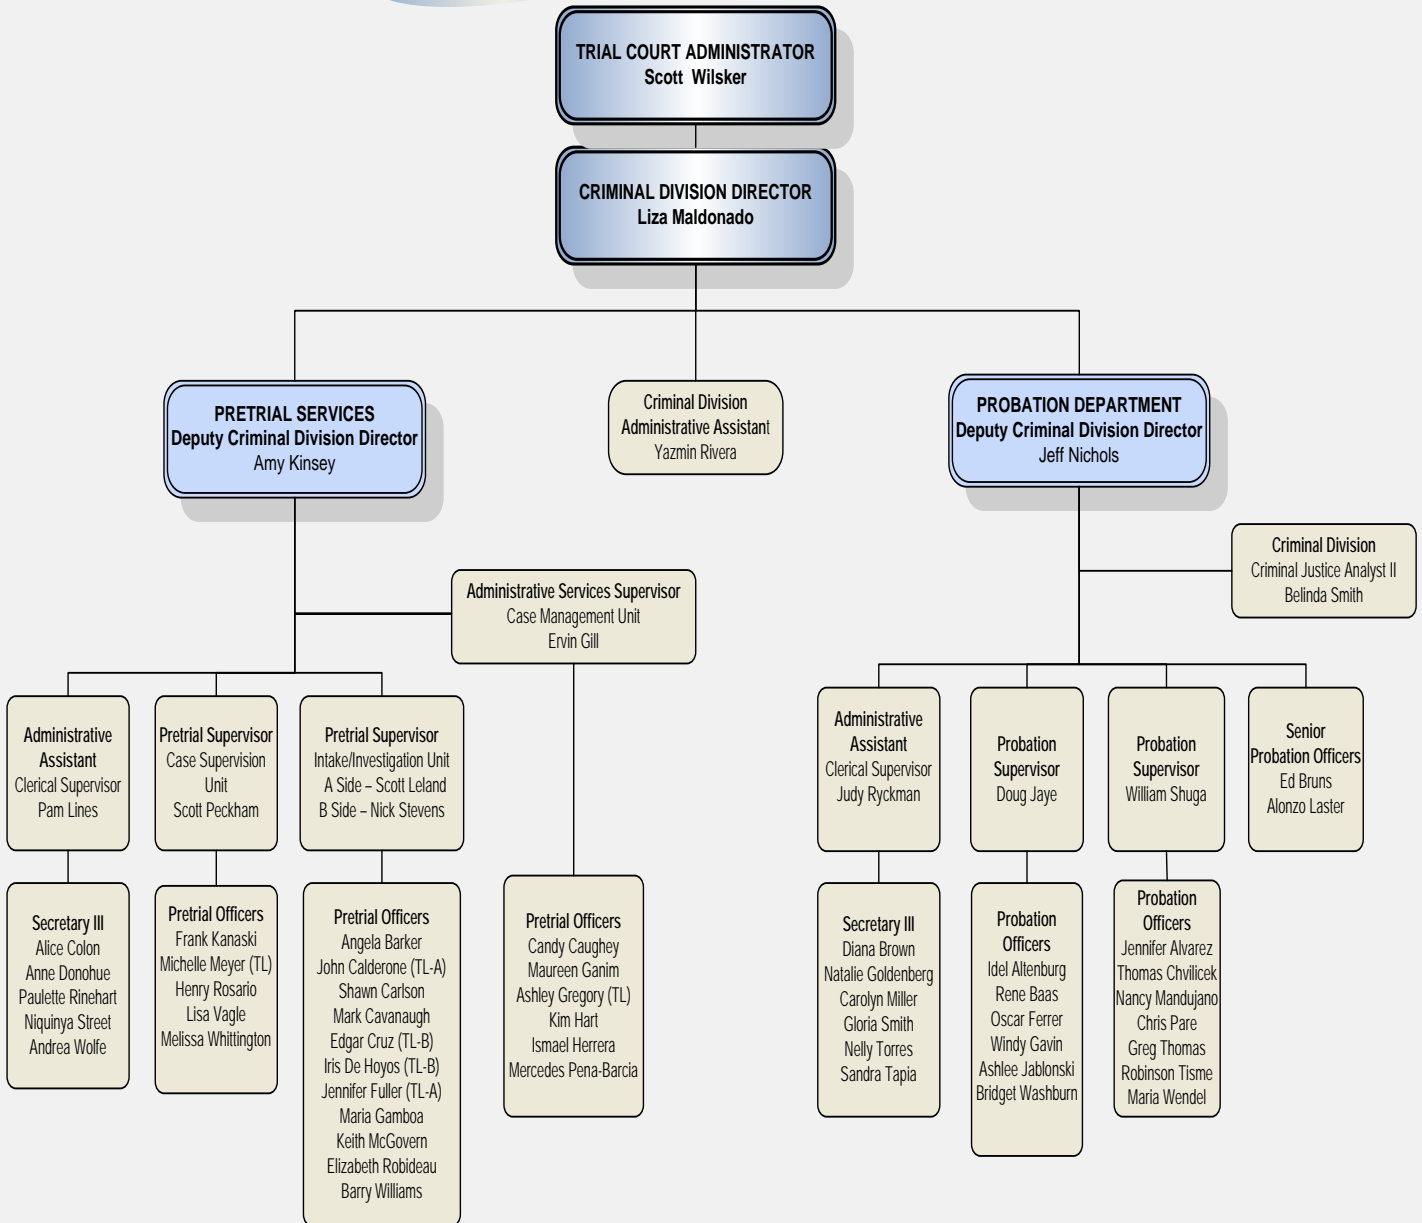 TRIAL COURT ADMINISTRATOR
Scott Wilsker
CRIMINAL DIVISION DIRECTOR
Liza Maldonado
PRETRIAL SERVICES
Deputy Criminal Division Director
Amy Kinsey
Criminal Division
Administrative Assistant
Yazmin Rivera
PROBATION DEPARTMENT
Deputy Criminal Division Director
Jeff Nichols
Criminal Division
Criminal Justice Analyst II
Belinda Smith
Administrative Services Supervisor
Case Management Unit
Ervin Gill
Administrative
Assistant
Clerical Supervisor
Pam Lines
Pretrial Supervisor
Case Supervision
Unit
Scott Peckham
Pretrial Supervisor
Intake/Investigation Unit
A Side – Scott Leland
B Side – Nick Stevens
Administrative
Assistant
Clerical Supervisor
Judy Ryckman
Probation
Supervisor
Doug Jaye
Probation
Supervisor
William Shuga
Senior
Probation Officers
Ed Bruns
Alonzo Laster
Secretary III
Alice Colon
Anne Donohue
Paulette Rinehart
Niquinya Street
Andrea Wolfe
Pretrial Officers
Frank Kanaski
Michelle Meyer (TL)
Henry Rosario
Lisa Vagle
Melissa Whittington
Pretrial Officers
Angela Barker
John Calderone (TL-A)
Shawn Carlson
Mark Cavanaugh
Edgar Cruz (TL-B)
Iris De Hoyos (TL-B)
Jennifer Fuller (TL-A)
Maria Gamboa
Keith McGovern
Elizabeth Robideau
Barry Williams
Pretrial Officers
Candy Caughey
Maureen Ganim
Ashley Gregory (TL)
Kim Hart
Ismael Herrera
Mercedes Pena-Barcia
Secretary III
Diana Brown
Natalie Goldenberg
Carolyn Miller
Gloria Smith
Nelly Torres
Sandra Tapia
Probation
Officers
Idel Altenburg
Rene Baas
Oscar Ferrer
Windy Gavin
Ashlee Jablonski
Bridget Washburn
Probation
Officers
Jennifer Alvarez
Thomas Chvilicek
Nancy Mandujano
Chris Pare
Greg Thomas
Robinson Tisme
Maria Wendel